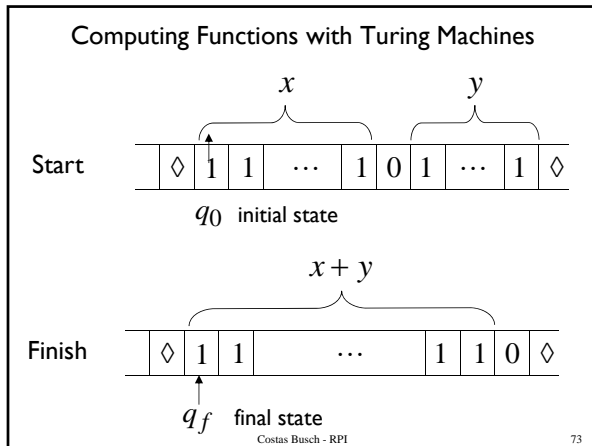 Computing Functions with Turing Machines
x y
Start ◊ 1 1 ⋯ 1 0 1 ⋯ 1 ◊
q0 initial state
x + y
Finish ◊ 1 1 ⋯ 1 1 0 ◊
qf final state
Costas Busch - RPI 73